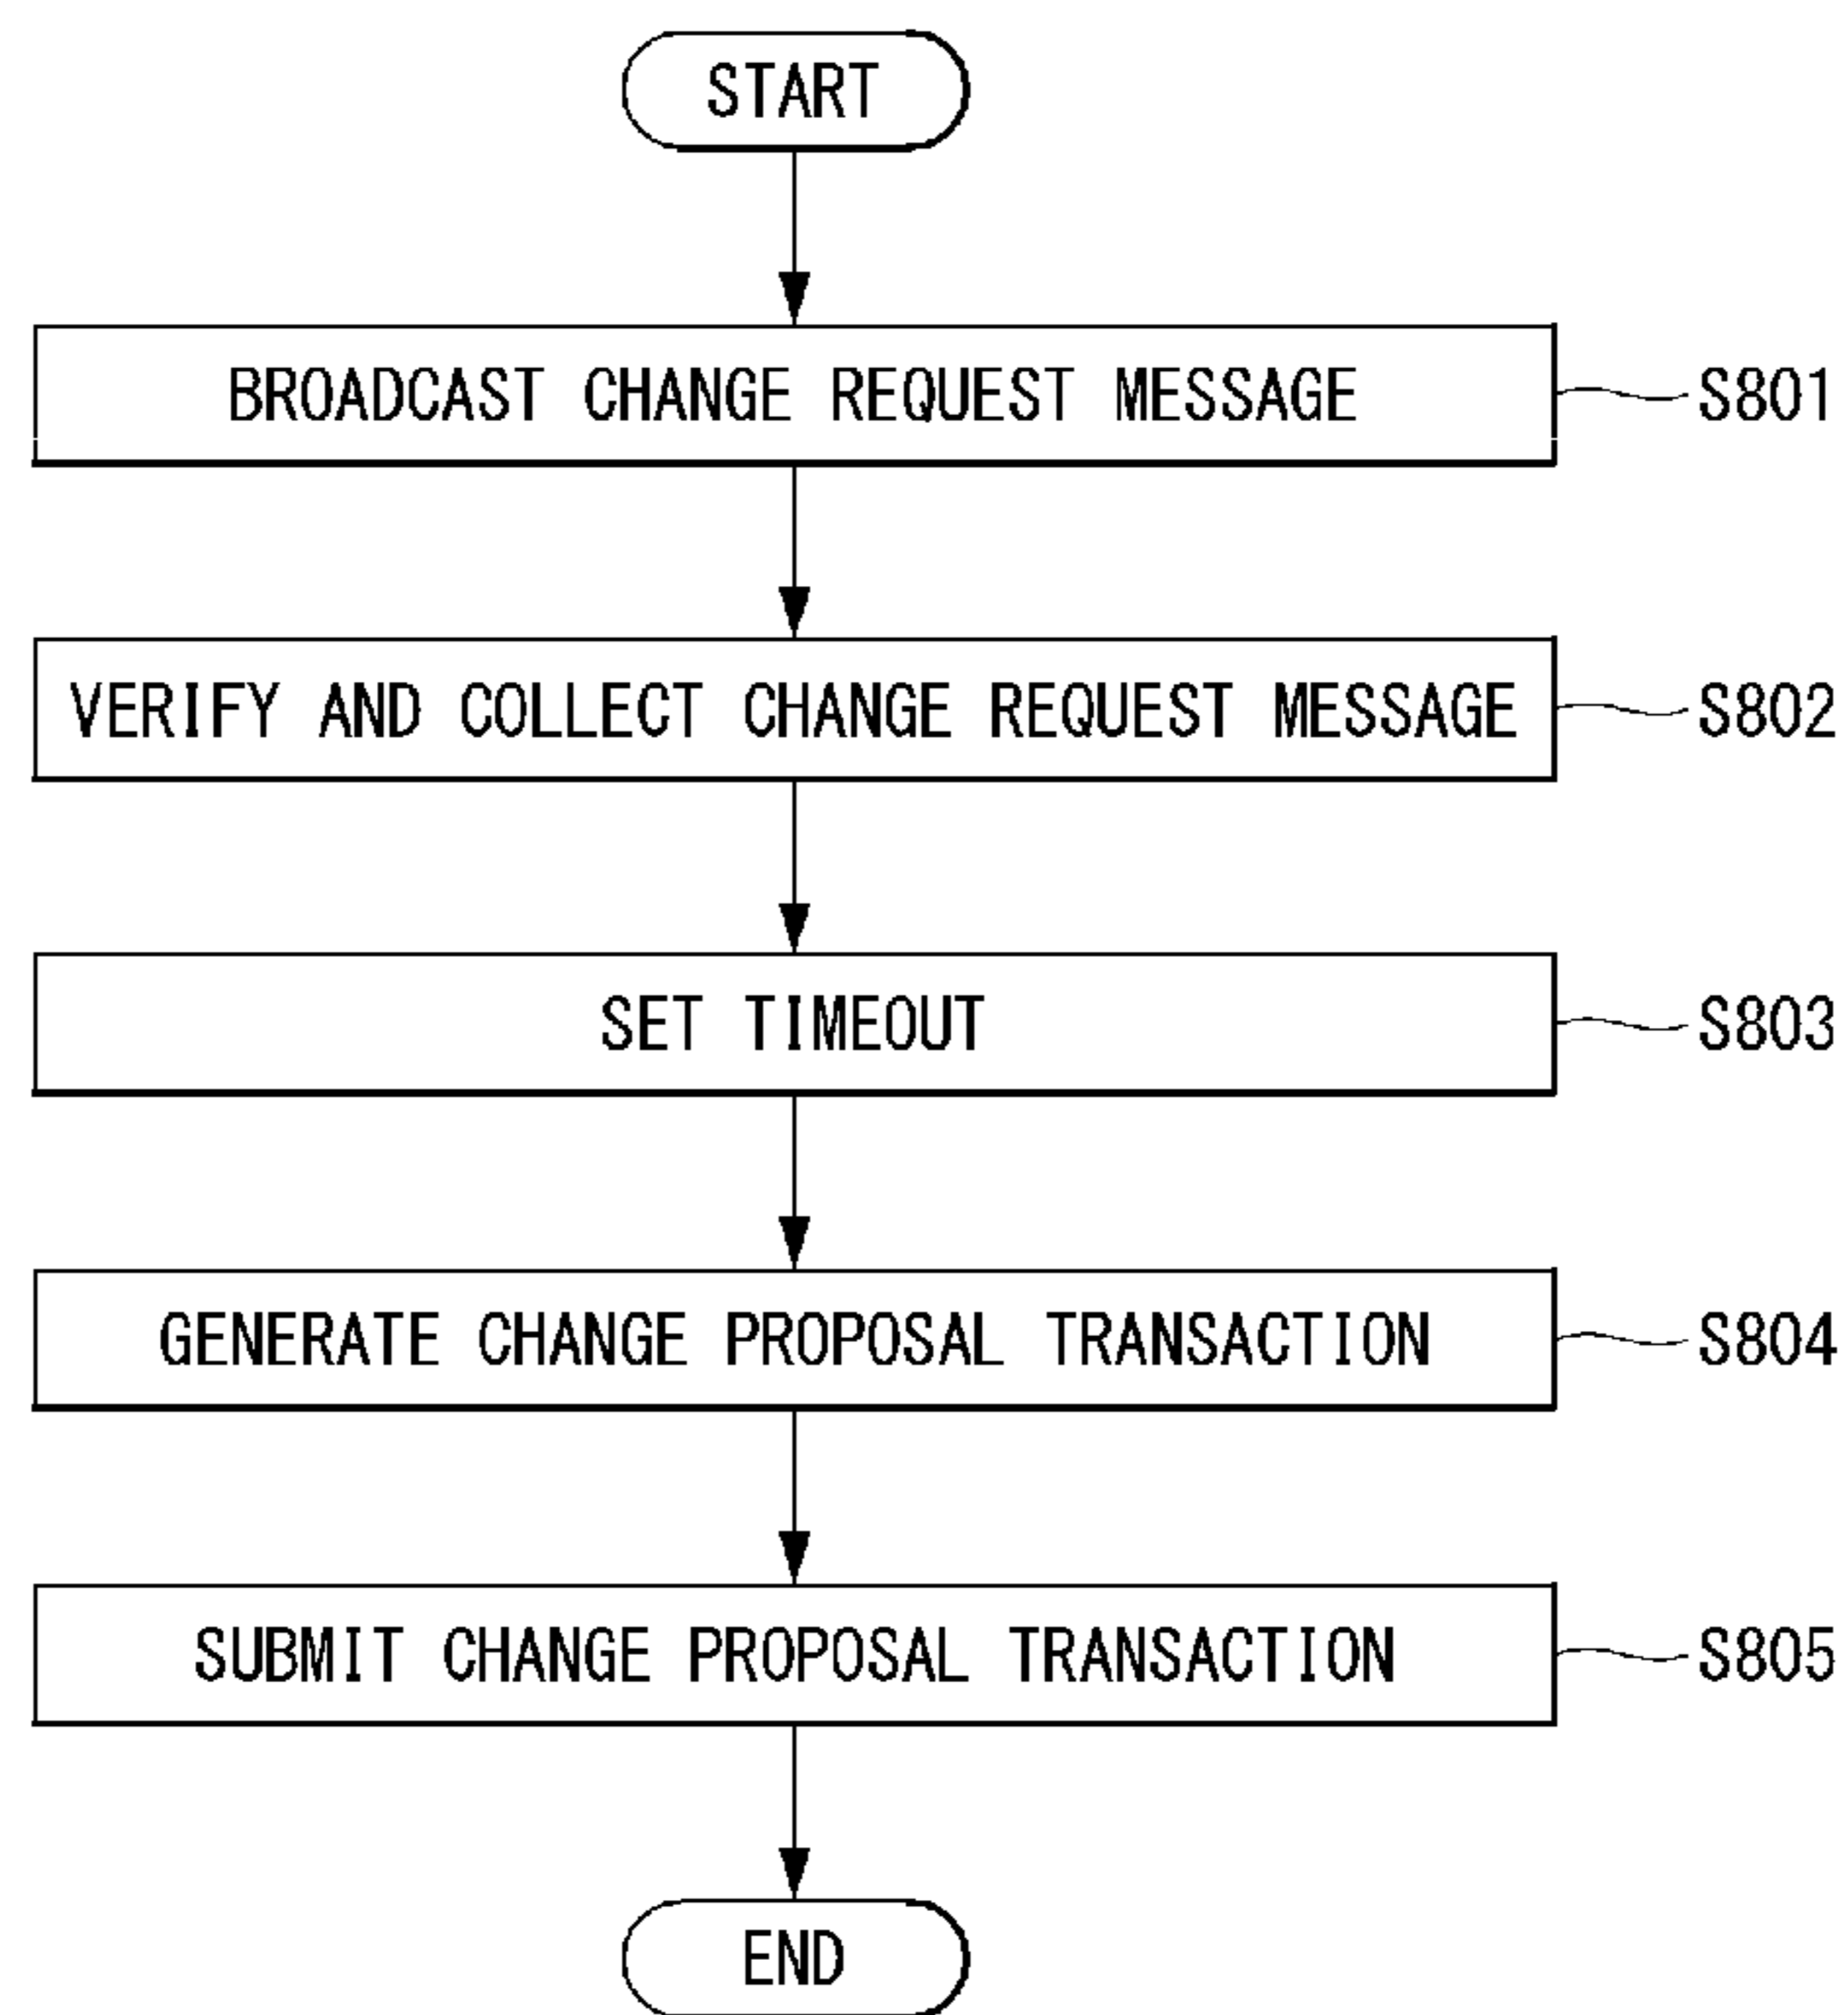 START
BROADCAST CHANGE REQUEST MESSAGE
S801
VERIFY AND COLLECT CHANGE REQUEST MESSAGE
S802
SET TIMEOUT
S803
GENERATE CHANGE PROPOSAL TRANSACTION
S804
SUBMIT CHANGE PROPOSAL TRANSACTION
S805
END